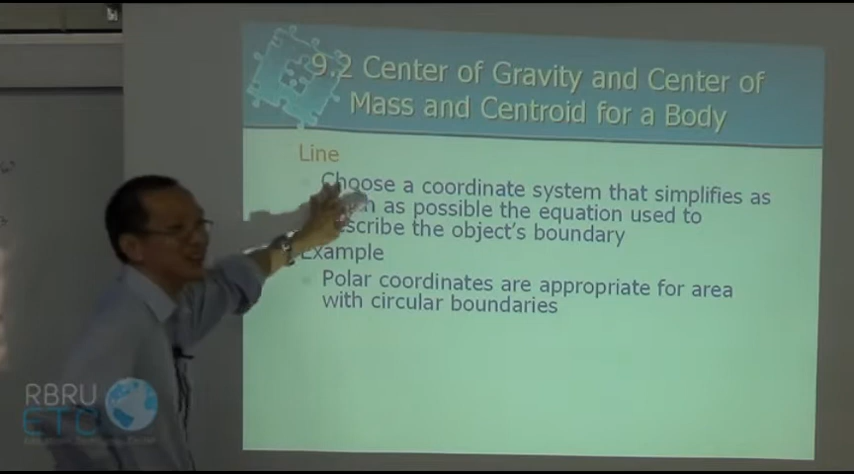 9.2 Center of Gravity and Center of
Mass and Centroid for a Body
Line
Choose a coordinate system that simplifies as
as possible the equation used to
the object's boundary
Example
Polar coordinates are appropriate for area
with circular boundaries
RBRU
ETC